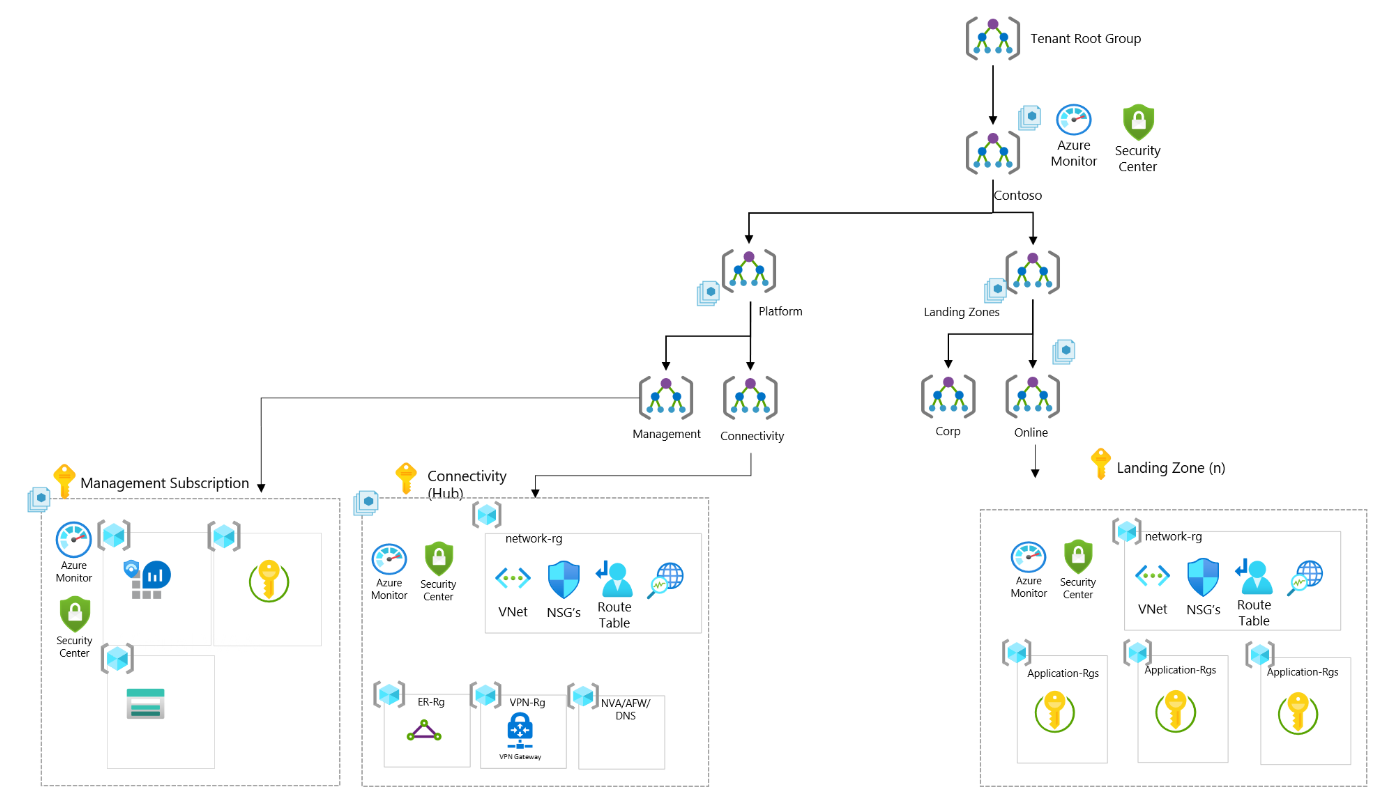 Tenant Root Group
Azure
Monitor
Security
Center
Contoso
Platform
Landing Zones
Management
Connectivity
Corp
Online
Management Subscription
Connectivity
(Hub)
Landing Zone (n)
Azure
Monitor
Security
Center
Azure
Monitor
Security
Center
network-rg
VNet
NSG's
Route
Table
ER-Rg
VPN-Rg
VPN Gateway
NVA/AFW/
DNS
Azure
Monitor
Security
Center
network-rg
VNet
NSG's
Route
Table
Application-Rgs
Application-Rgs
Application-Rgs